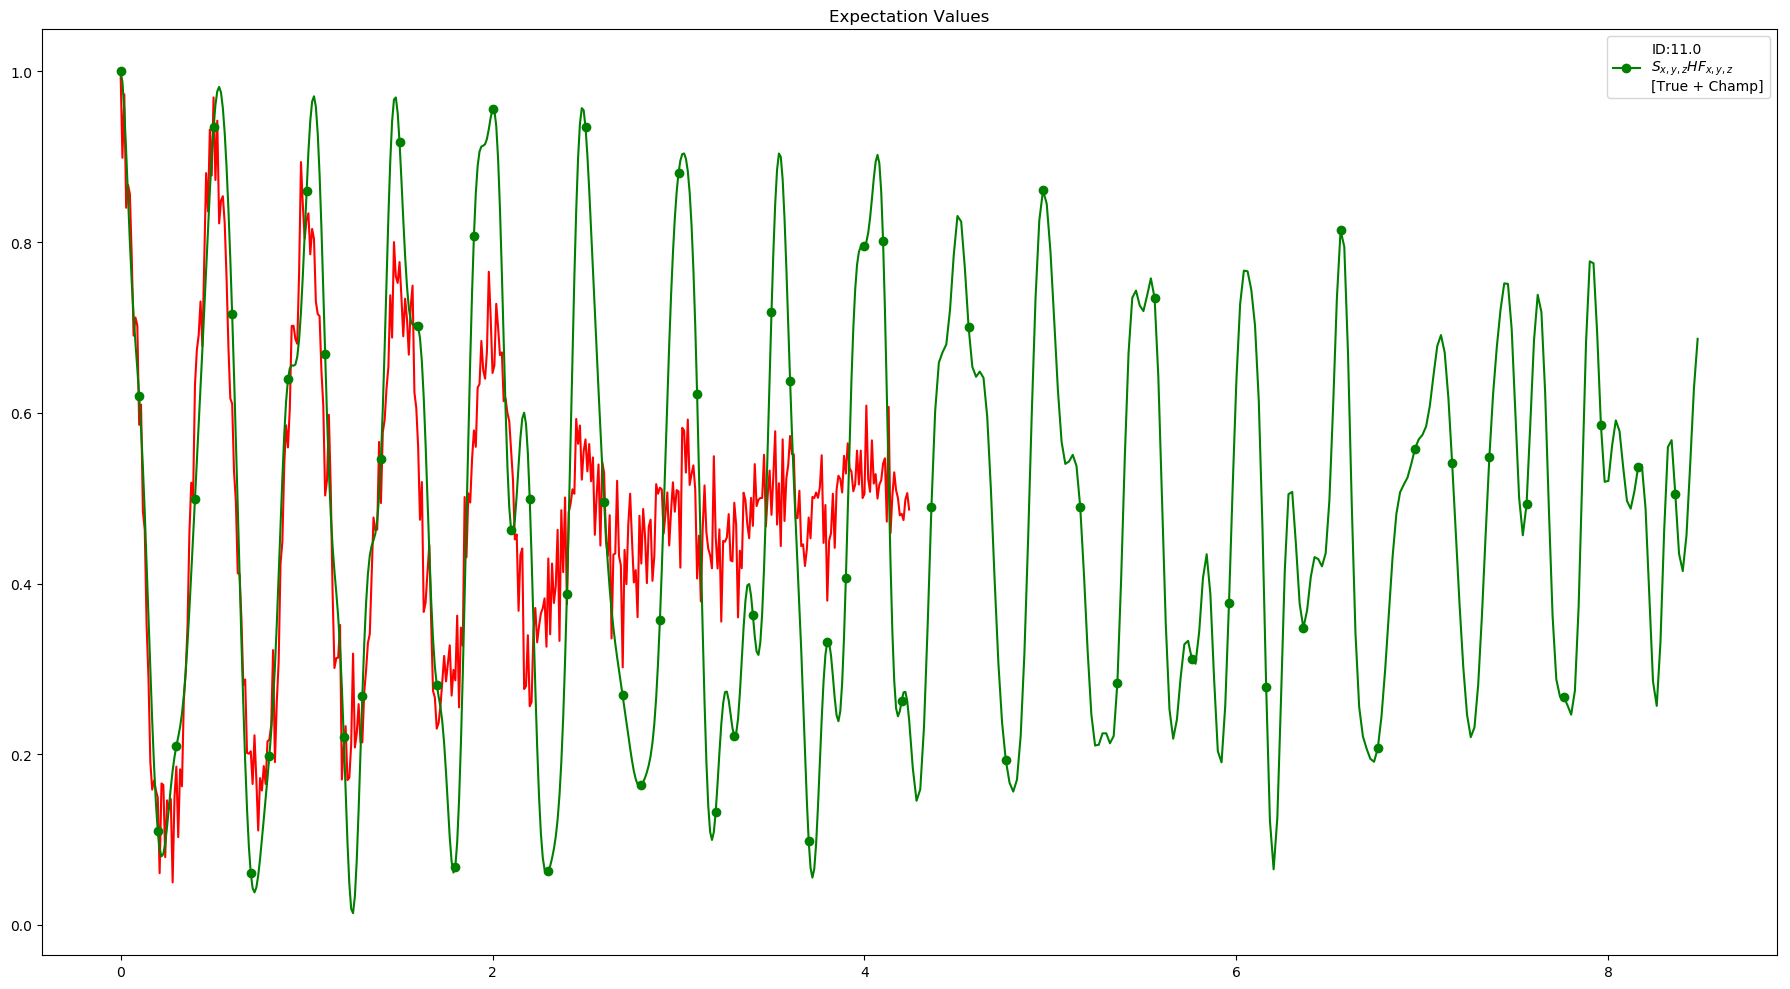 Expectation Values
ID:11.0
S_{x,y,z}HF_{x,y,z}
[True + Champ]
1.0
0.8
0.6
0.4
0.2
0.0
0 2 4 6 8